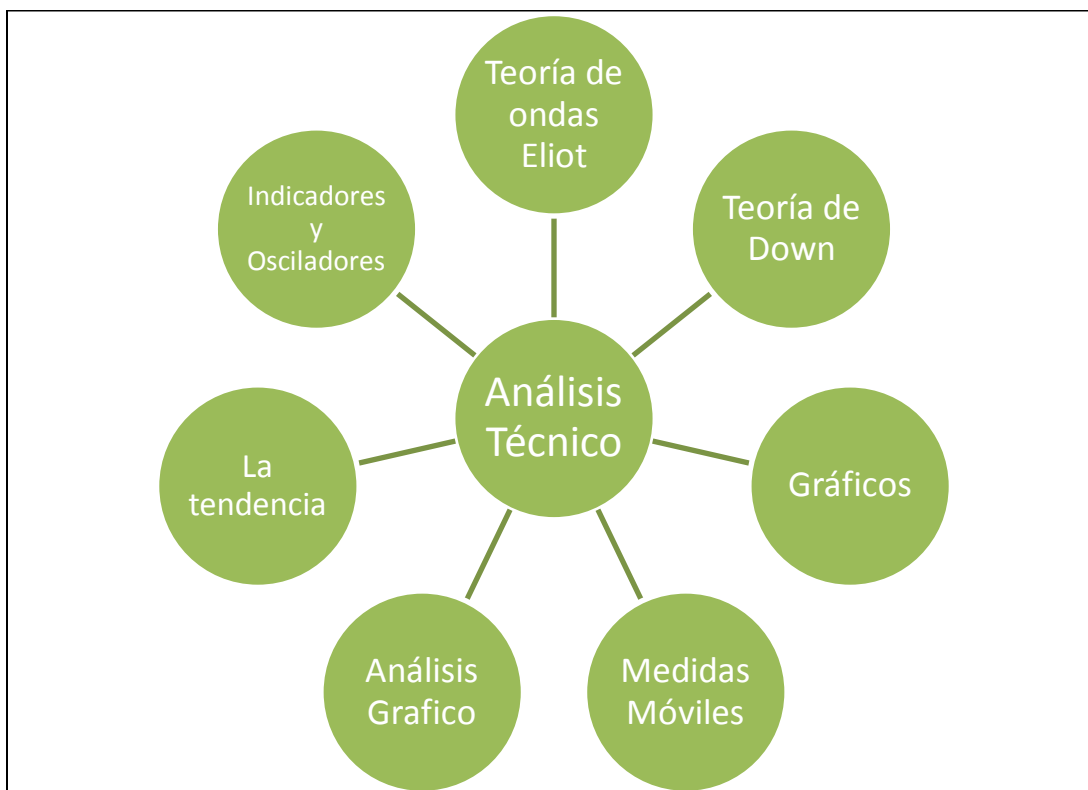 Teoría de
ondas
Eliot
Indicadores
y
Osciladores
Teoría de
Down
Análisis
Técnico
La
tendencia
Gráficos
Análisis
Grafico
Medidas
Móviles